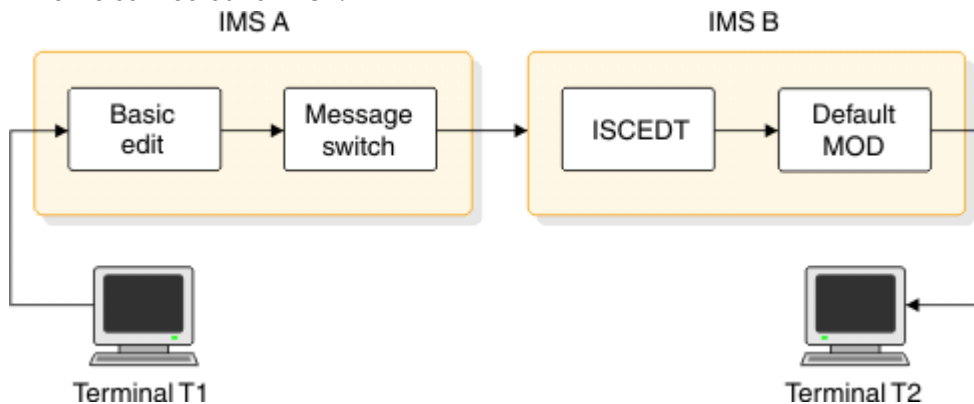 IMS A
IMS B
Basic
edit
Message
switch
ISCEDT
Default
MOD
Terminal T1
Terminal T2